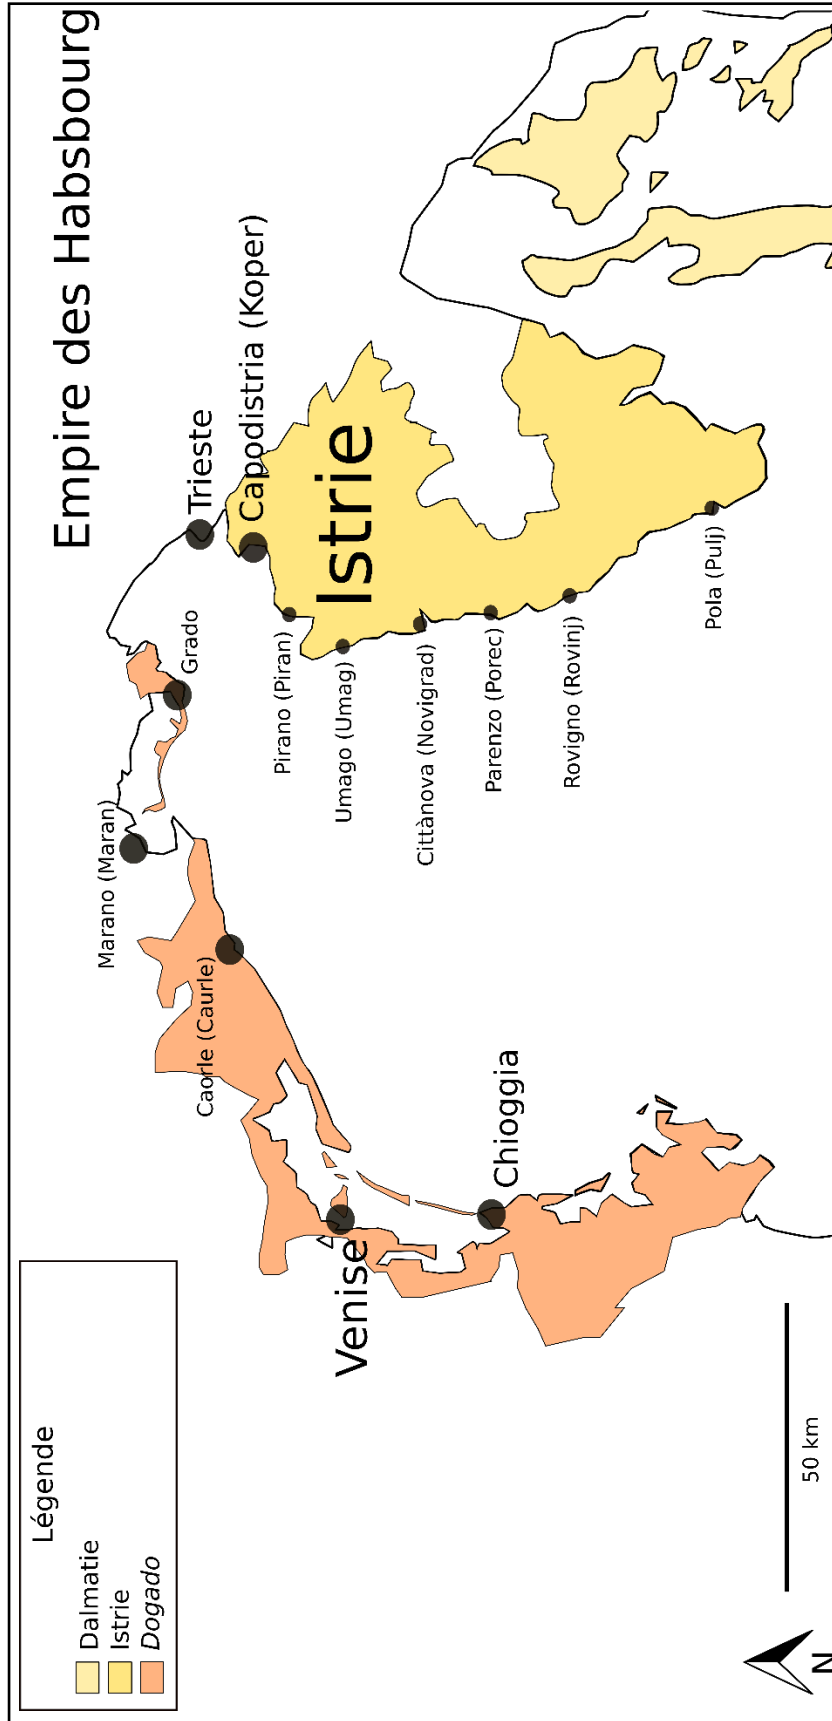 Légende
Dalmatie
Istrie
Dogado
Empire des Habsbourg
Trieste
Capodistria (Koper)
Grado
Marano (Maran)
Caorle (Caurle)
Istrie
Pirano (Piran)
Umago (Umag)
Cittànova (Novigrad)
Parenzo (Porec)
Rovigno (Rovinj)
Pola (Pulj)
Venise
Chioggia
50 km
N